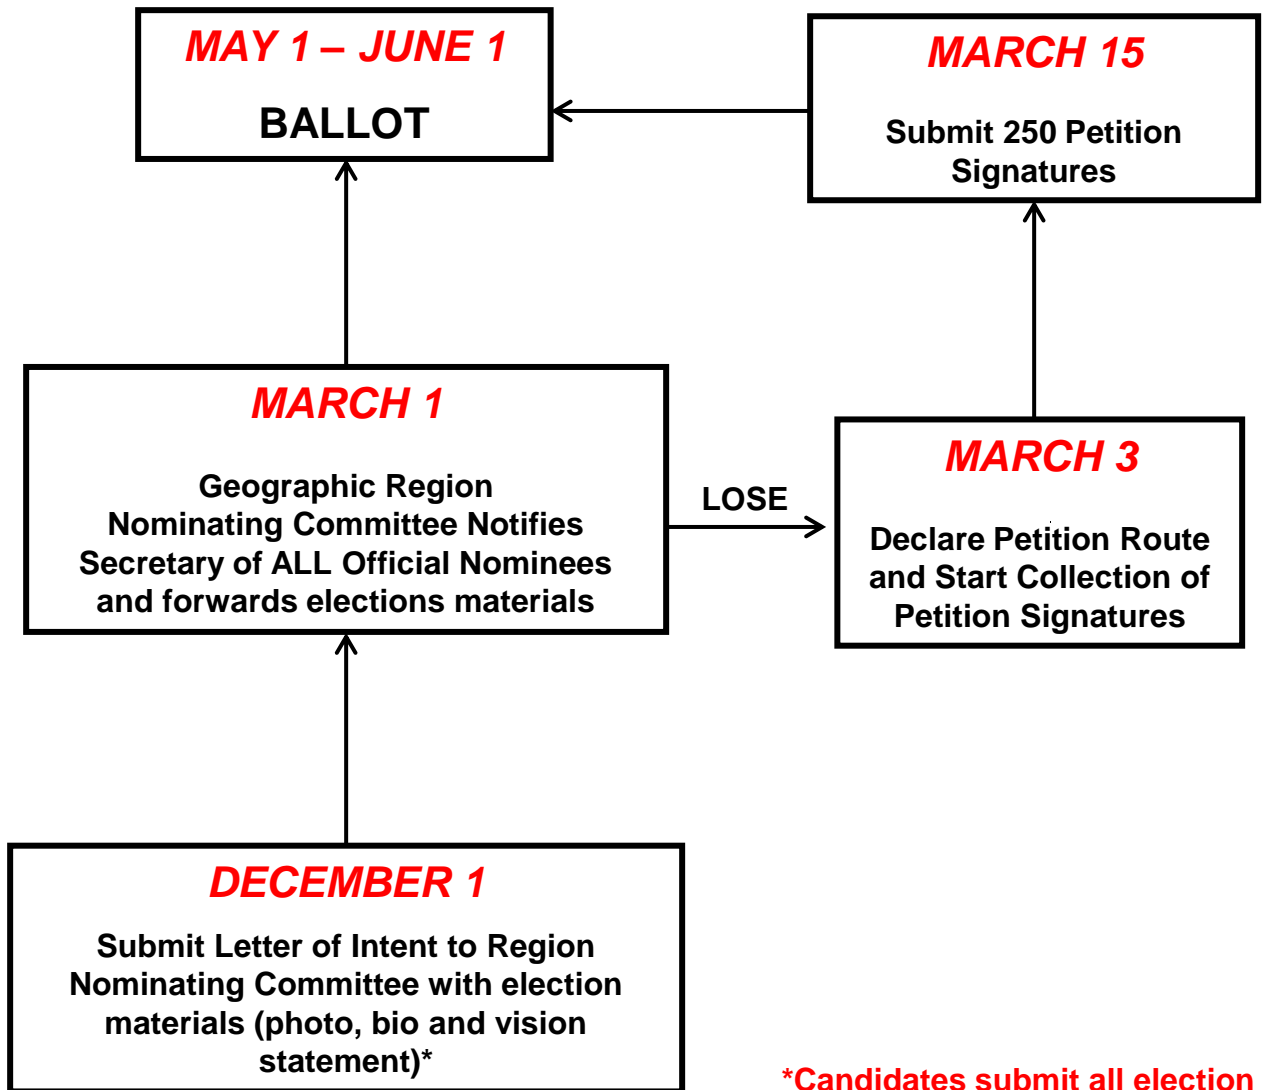 MAY 1 – JUNE 1
BALLOT
MARCH 15
Submit 250 Petition
Signatures
MARCH 1
Geographic Region
Nominating Committee Notifies
Secretary of ALL Official Nominees
and forwards elections materials
LOSE
MARCH 3
Declare Petition Route
and Start Collection of
Petition Signatures
DECEMBER 1
Submit Letter of Intent to Region
Nominating Committee with election
materials (photo, bio and vision
statement)*
*Candidates submit all election